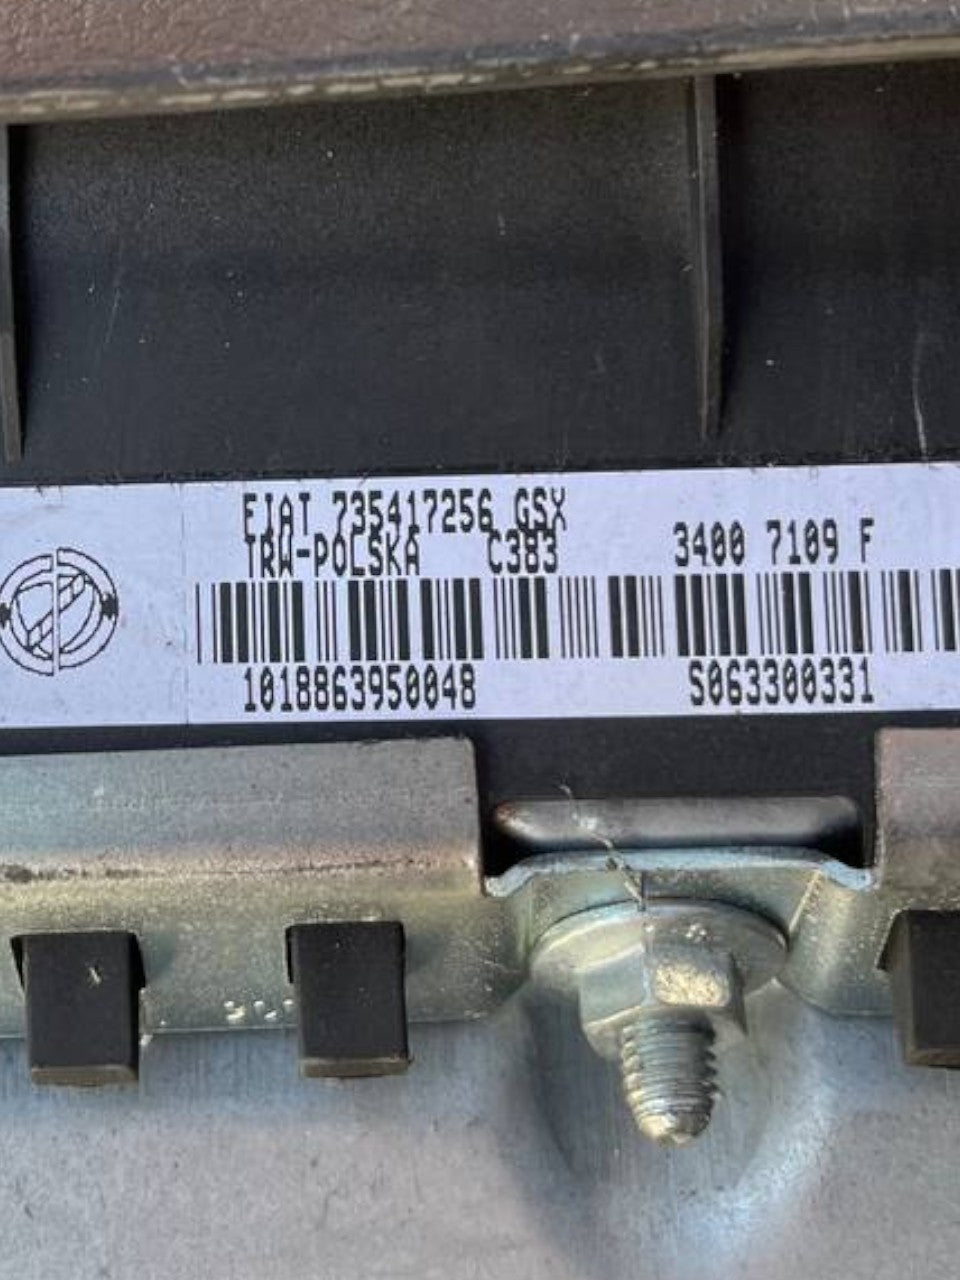 FIAT 735417256 GSX
TRW-POLSKA C383 3400 7109 F
1018863950048 S063300331